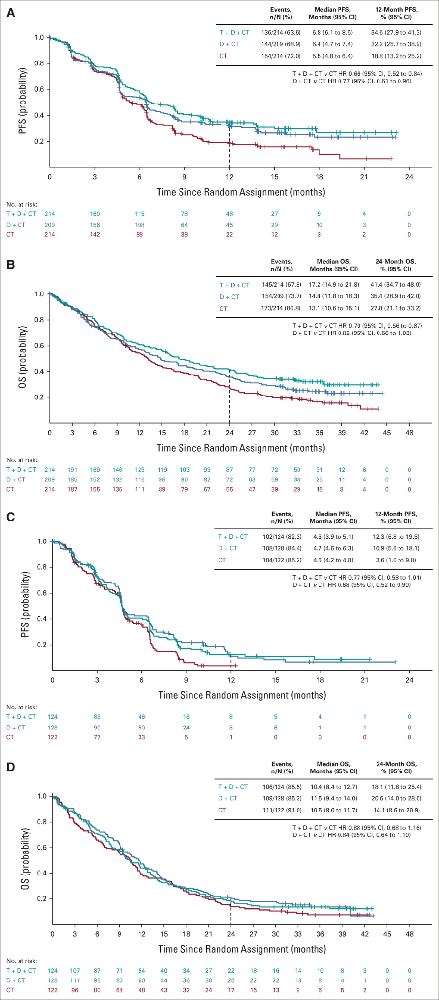 A
Events, Median PFS, 12-Month PFS,
n/N (%) Months (95% CI) % (95% CI)
T + D + CT 136/214 (63.6) 6.8 (6.1 to 8.5) 34.6 (27.9 to 41.3)
D + CT 144/209 (68.9) 6.4 (4.7 to 7.4) 32.2 (25.7 to 38.9)
CT 154/214 (72.0) 5.5 (4.8 to 6.4) 18.8 (13.2 to 25.2)
T + D + CT v CT HR 0.66 (95% CI, 0.52 to 0.84)
D + CT v CT HR 0.77 (95% CI, 0.61 to 0.96)
PFS (probability)
1.0
0.8
0.6
0.4
0.2
0 3 6 9 12 15 18 21 24
Time Since Random Assignment (months)
No. at risk:
T + D + CT 214 160 115 78 48 27 9 4 0
D + CT 209 156 108 64 45 29 10 3 0
CT 214 142 88 38 22 12 3 2 0
B
Events, Median OS, 24-Month OS,
n/N (%) Months (95% CI) % (95% CI)
T + D + CT 145/214 (67.8) 17.2 (14.9 to 21.8) 41.4 (34.7 to 48.0)
D + CT 154/209 (73.7) 14.8 (11.8 to 18.3) 35.4 (28.9 to 42.0)
CT 173/214 (80.8) 13.1 (10.6 to 15.1) 27.0 (21.1 to 33.2)
T + D + CT v CT HR 0.70 (95% CI, 0.56 to 0.87)
D + CT v CT HR 0.82 (95% CI, 0.66 to 1.03)
OS (probability)
1.0
0.8
0.6
0.4
0.2
0 3 6 9 12 15 18 21 24 27 30 33 36 39 42 45 48
Time Since Random Assignment (months)
No. at risk:
T + D + CT 214 191 169 146 129 119 103 93 87 77 72 50 31 12 6 0 0
D + CT 209 185 152 132 116 98 90 82 72 63 59 38 25 11 4 0 0
CT 214 187 155 135 111 89 79 67 55 47 39 29 15 8 4 0 0
C
Events, Median PFS, 12-Month PFS,
n/N (%) Months (95% CI) % (95% CI)
T + D + CT 102/124 (82.3) 4.6 (3.9 to 5.1) 12.3 (6.8 to 19.5)
D + CT 108/128 (84.4) 4.7 (4.6 to 6.3) 10.9 (5.6 to 18.1)
CT 104/122 (85.2) 4.6 (4.2 to 4.8) 3.6 (1.0 to 9.0)
T + D + CT v CT HR 0.77 (95% CI, 0.58 to 1.01)
D + CT v CT HR 0.68 (95% CI, 0.52 to 0.90)
PFS (probability)
1.0
0.8
0.6
0.4
0.2
0 3 6 9 12 15 18 21 24
Time Since Random Assignment (months)
No. at risk:
T + D + CT 124 83 46 16 8 5 4 1 0
D + CT 128 90 50 24 8 6 1 1 0
CT 122 77 33 5 1 0 0 0 0
D
Events, Median OS, 24-Month OS,
n/N (%) Months (95% CI) % (95% CI)
T + D + CT 106/124 (85.5) 10.4 (8.4 to 12.7) 18.1 (11.8 to 25.4)
D + CT 109/128 (85.2) 11.5 (9.4 to 14.0) 20.6 (14.0 to 28.0)
CT 111/122 (91.0) 10.5 (8.0 to 11.7) 14.1 (8.6 to 20.9)
T + D + CT v CT HR 0.88 (95% CI, 0.68 to 1.16)
D + CT v CT HR 0.84 (95% CI, 0.64 to 1.10)
OS (probability)
1.0
0.8
0.6
0.4
0.2
0 3 6 9 12 15 18 21 24 27 30 33 36 39 42 45 48
Time Since Random Assignment (months)
No. at risk:
T + D + CT 124 107 87 71 54 40 34 27 22 18 16 14 10 8 3 0 0
D + CT 128 111 95 80 60 44 36 30 25 22 22 13 8 4 1 0 0
CT 122 96 80 68 48 43 32 24 17 15 13 9 6 5 2 0 0